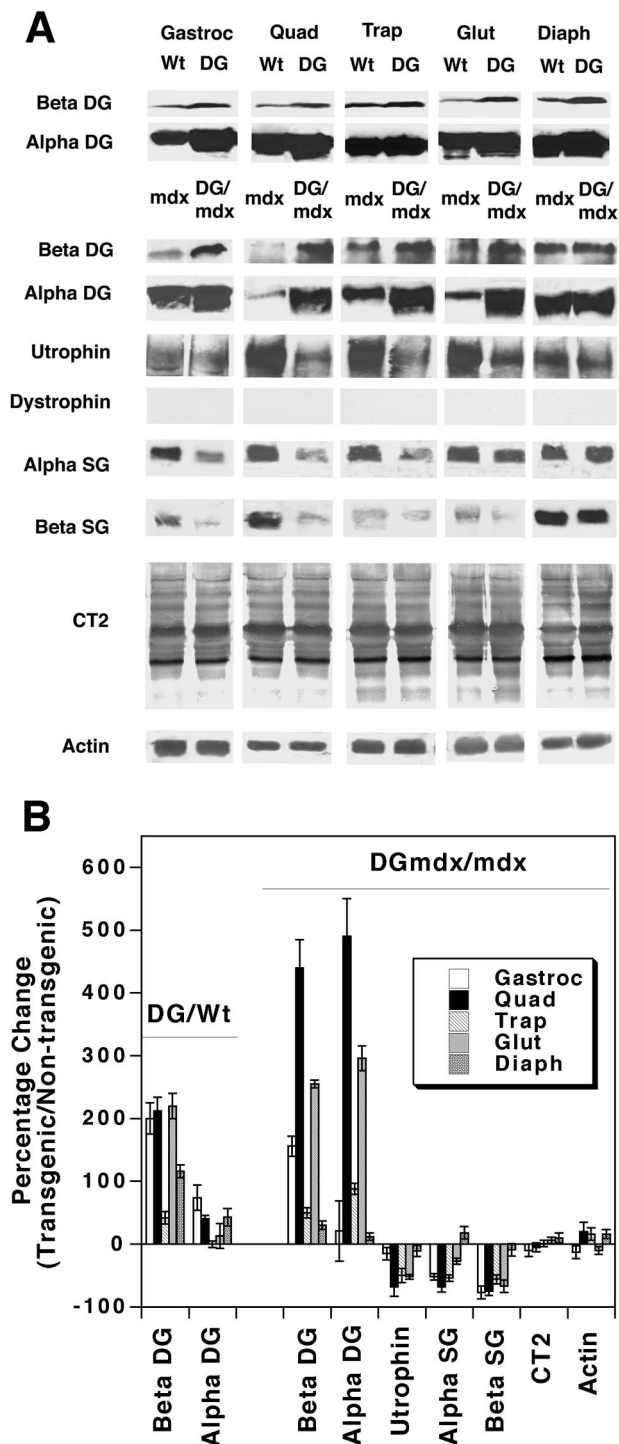 A
Gastroc Quad Trap Glut Diaph
Wt DG Wt DG Wt DG Wt DG Wt DG
Beta DG
Alpha DG
mdx DG/mdx mdx DG/mdx mdx DG/mdx mdx DG/mdx mdx DG/mdx
Beta DG
Alpha DG
Utrophin
Dystrophin
Alpha SG
Beta SG
CT2
Actin
B
Percentage Change
(Transgenic/Non-transgenic)
600
500
400
300
200
100
0
-100
DG/Wt
DGmdx/mdx
Gastroc
Quad
Trap
Glut
Diaph
Beta DG
Alpha DG
Beta DG
Alpha DG
Utrophin
Alpha SG
Beta SG
CT2
Actin